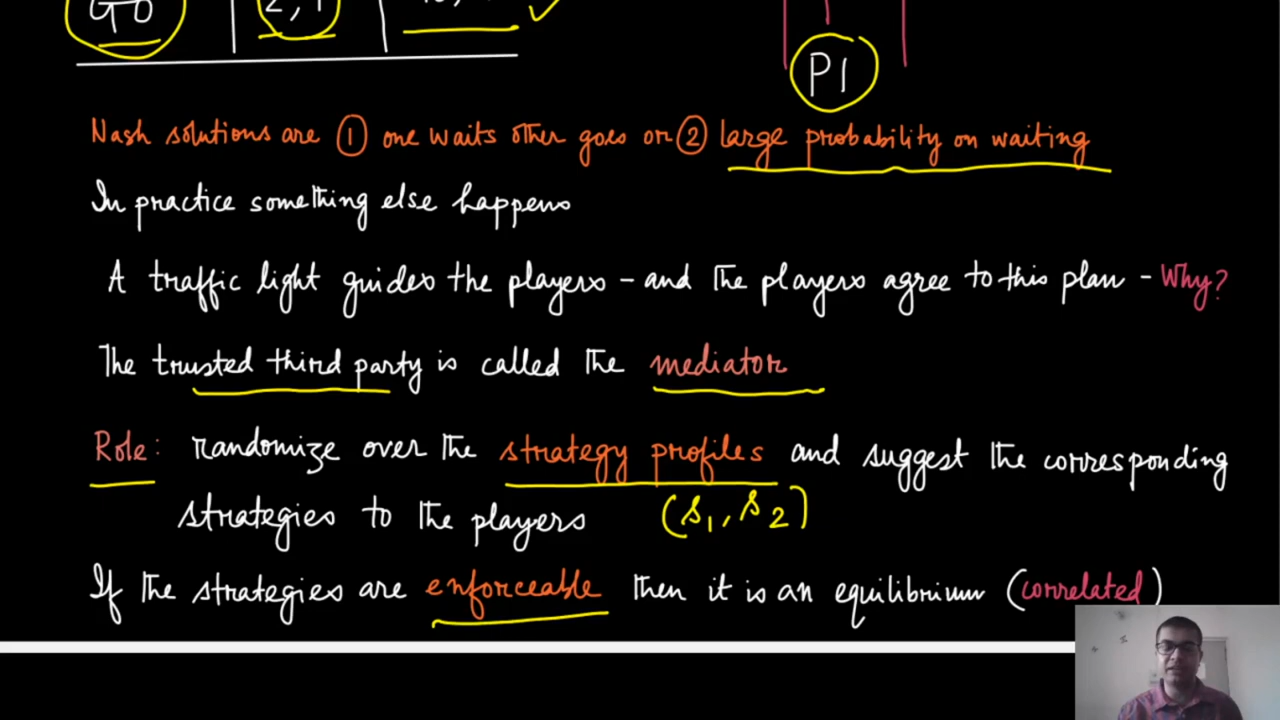 GO 2, 1
P1
Nash solutions are ① one waits other goes or ② large probability on waiting
In practice something else happens
A traffic light guides the players – and the players agree to this plan – Why?
The trusted third party is called the mediator
Role: randomize over the strategy profiles and suggest the corresponding
strategies to the players (s₁, s₂)
If the strategies are enforceable then it is an equilibrium (correlated)